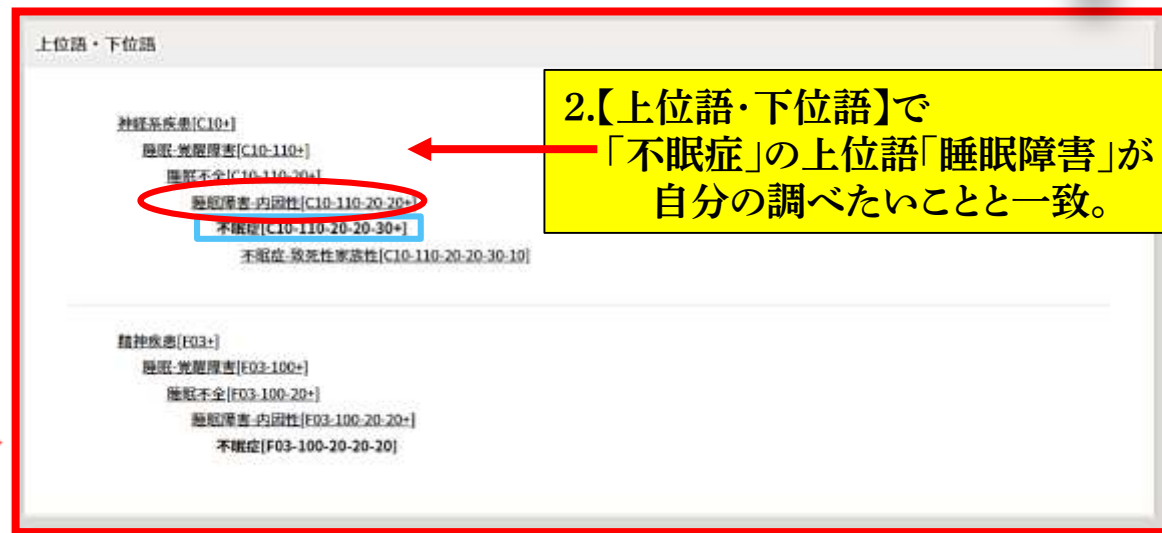 上位語・下位語
2.【上位語・下位語】で
「不眠症」の上位語「睡眠障害」が
自分の調べたいことと一致。
神経系疾患[C10+]
睡眠-覚醒障害[C10-110+]
睡眠不全[C10-110-20+]
睡眠障害-内因性[C10-110-20-20+]
不眠症[C10-110-20-20-30+]
不眠症-致死性家族性[C10-110-20-20-30-10]
精神疾患[F03+]
睡眠-覚醒障害[F03-100+]
睡眠不全[F03-100-20+]
睡眠障害-内因性[F03-100-20-20+]
不眠症[F03-100-20-20-20]